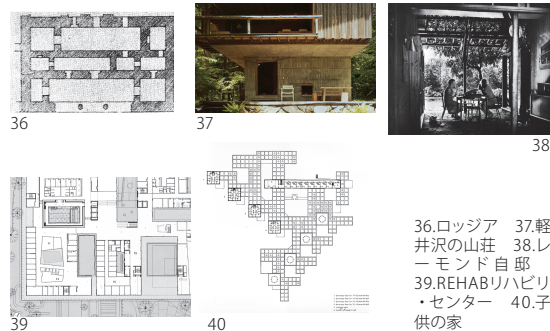 36
37
38
39
40
36.ロッジア 37.軽
井沢の山荘 38.レ
ーモンド自邸
39.REHABリハビリ
・センター 40.子
供の家